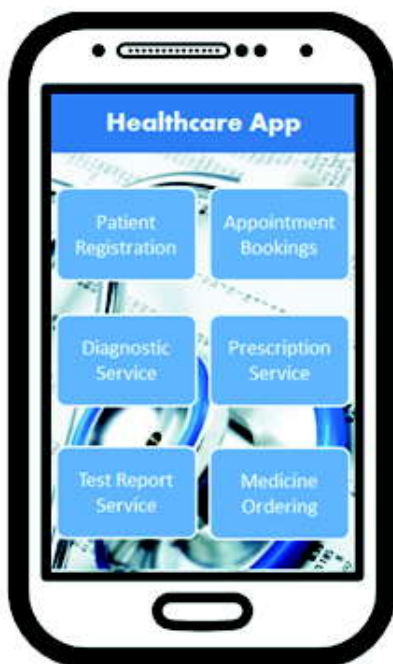 Healthcare App
Patient
Registration
Appointment
Bookings
Diagnostic
Service
Prescription
Service
Test Report
Service
Medicine
Ordering